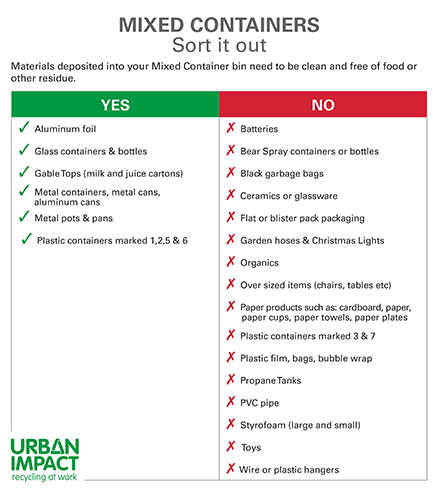 MIXED CONTAINERS
Sort it out
Materials deposited into your Mixed Container bin need to be clean and free of food or
other residue.
YES
✓ Aluminum foil
✓ Glass containers & bottles
✓ Gable Tops (milk and juice cartons)
✓ Metal containers, metal cans,
aluminum cans
✓ Metal pots & pans
✓ Plastic containers marked 1,2,5 & 6
NO
✗ Batteries
✗ Bear Spray containers or bottles
✗ Black garbage bags
✗ Ceramics or glassware
✗ Flat or blister pack packaging
✗ Garden hoses & Christmas Lights
✗ Organics
✗ Over sized items (chairs, tables etc)
✗ Paper products such as: cardboard, paper,
paper cups, paper towels, paper plates
✗ Plastic containers marked 3 & 7
✗ Plastic film, bags, bubble wrap
✗ Propane Tanks
✗ PVC pipe
✗ Styrofoam (large and small)
✗ Toys
✗ Wire or plastic hangers
URBAN
IMPACT
recycling at work